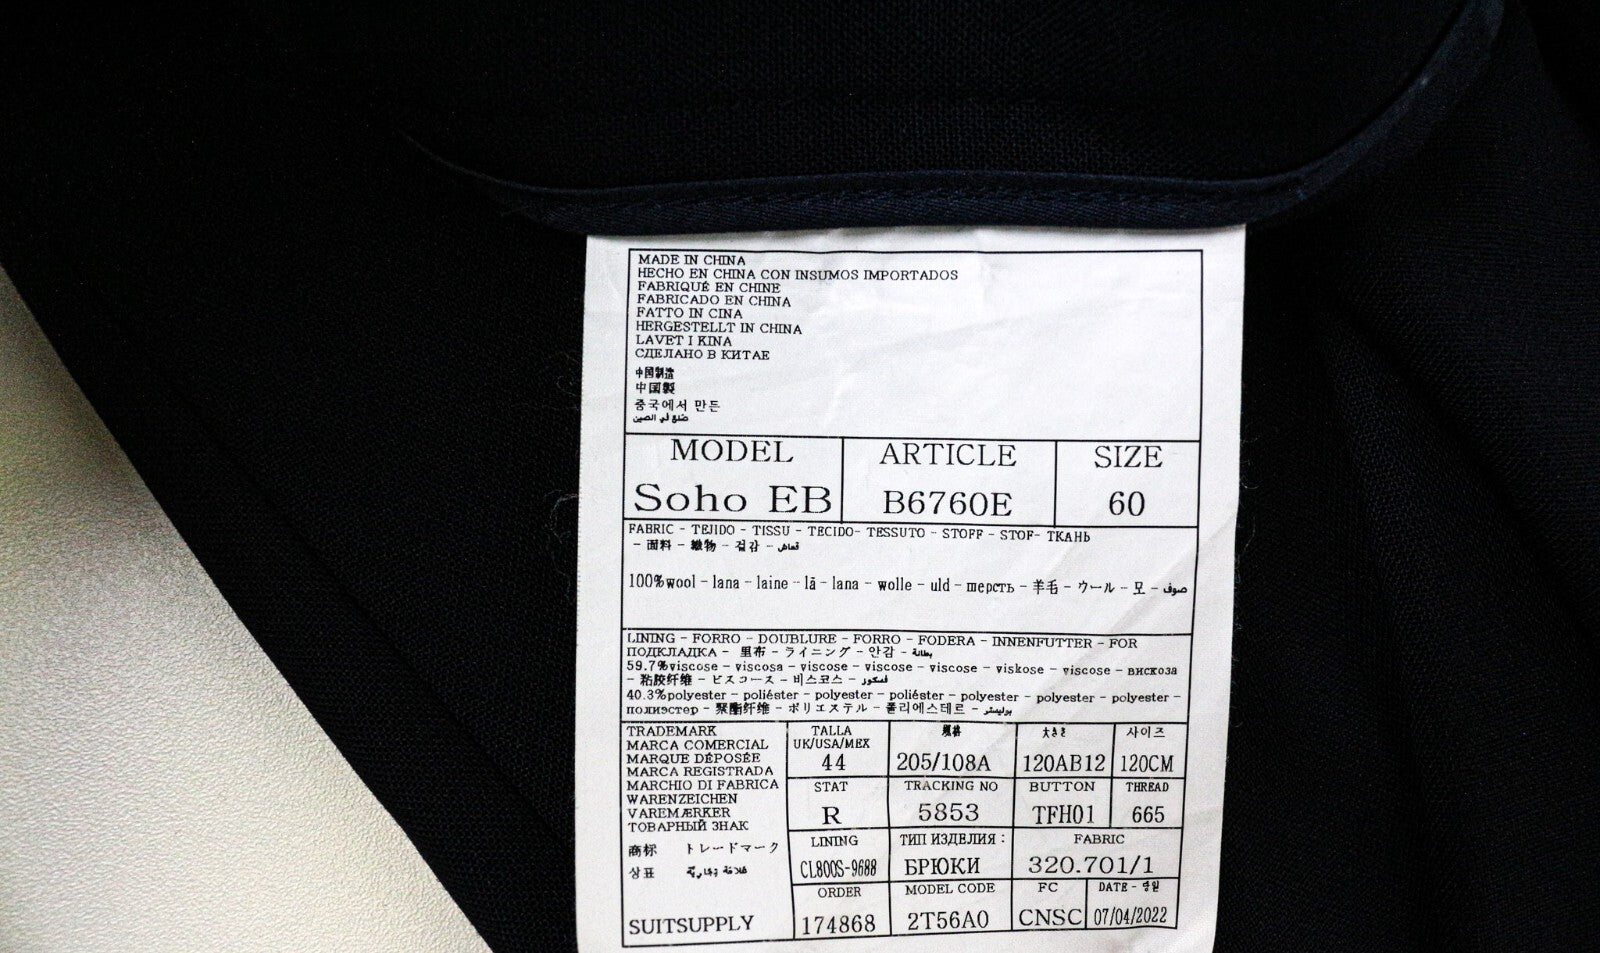 MADE IN CHINA
HECHO EN CHINA CON INSUMOS IMPORTADOS
FABRIQUÉ EN CHINE
FABRICADO EN CHINA
FATTO IN CINA
HERGESTELLT IN CHINA
LAVET I KINA
СДЕЛАНО В КИТАЕ
中国制造
中国製
중국에서 만든
صنع في الصين
MODEL ARTICLE SIZE
Soho EB B6760E 60
FABRIC - TEJIDO - TISSU - TECIDO- TESSUTO - STOFF - STOF- ТКАНЬ
- 面料 - 織物 - 겉감 - قماش
100%wool - lana - laine - lã - lana - wolle - uld - шерсть - 羊毛 - ウール - 모 - صوف
LINING - FORRO - DOUBLURE - FORRO - FODERA - INNENFUTTER - FOR
ПОДКЛАДКА - 里布 - ライニング - 안감 - بطانة
59.7%viscose - viscosa - viscose - viscose - viscose - viskose - viscose - вискоза
- 粘胶纤维 - ビスコース - 비스코스 - فسكوز
40.3%polyester - poliéster - polyester - poliéster - polyester - polyester - polyester -
полиэстер - 聚酯纤维 - ポリエステル - 폴리에스테르 - بوليستر
TRADEMARK
MARCA COMERCIAL
MARQUE DÉPOSÉE
MARCA REGISTRADA
MARCHIO DI FABRICA
WARENZEICHEN
VAREMÆRKER
ТОВАРНЫЙ ЗНАК
商标 トレードマーク
상표
SUITSUPPLY
TALLA 規格 大きさ 사이즈
UK/USA/MEX
44 205/108A 120AB12 120CM
STAT TRACKING NO BUTTON THREAD
R 5853 TFH01 665
LINING ТИП ИЗДЕЛИЯ : FABRIC
CL800S-9688 БРЮКИ 320.701/1
ORDER MODEL CODE FC DATE -
174868 2T56A0 CNSC 07/04/2022